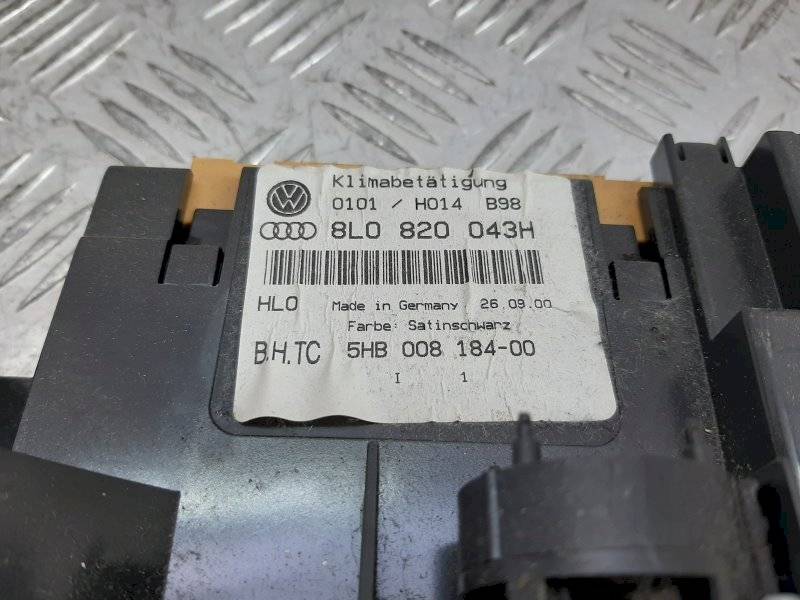 Klimabetätigung
0101 / H014 B98
8L0 820 043H
HLO Made in Germany 26.09.00
Farbe: Satinschwarz
B.H.TC 5HB 008 184-00
I 1